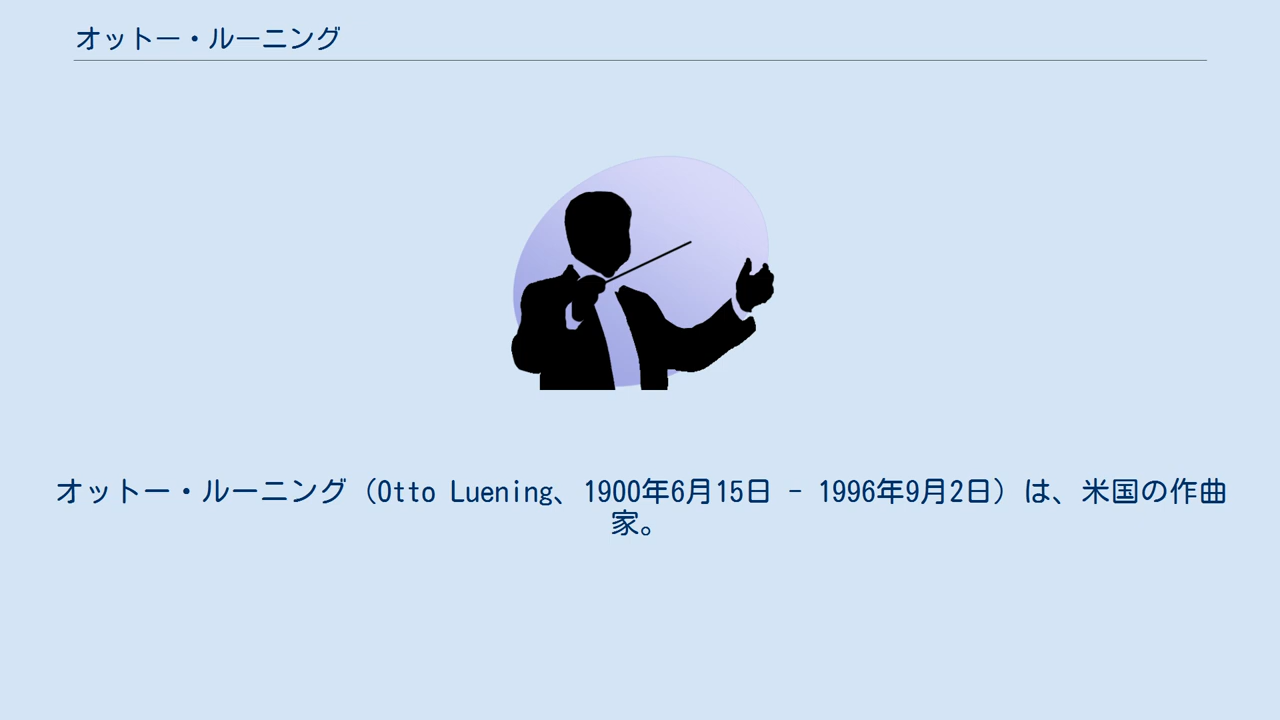 オットー・ルーニング
オットー・ルーニング（Otto Luening、1900年6月15日 - 1996年9月2日）は、米国の作曲
家。